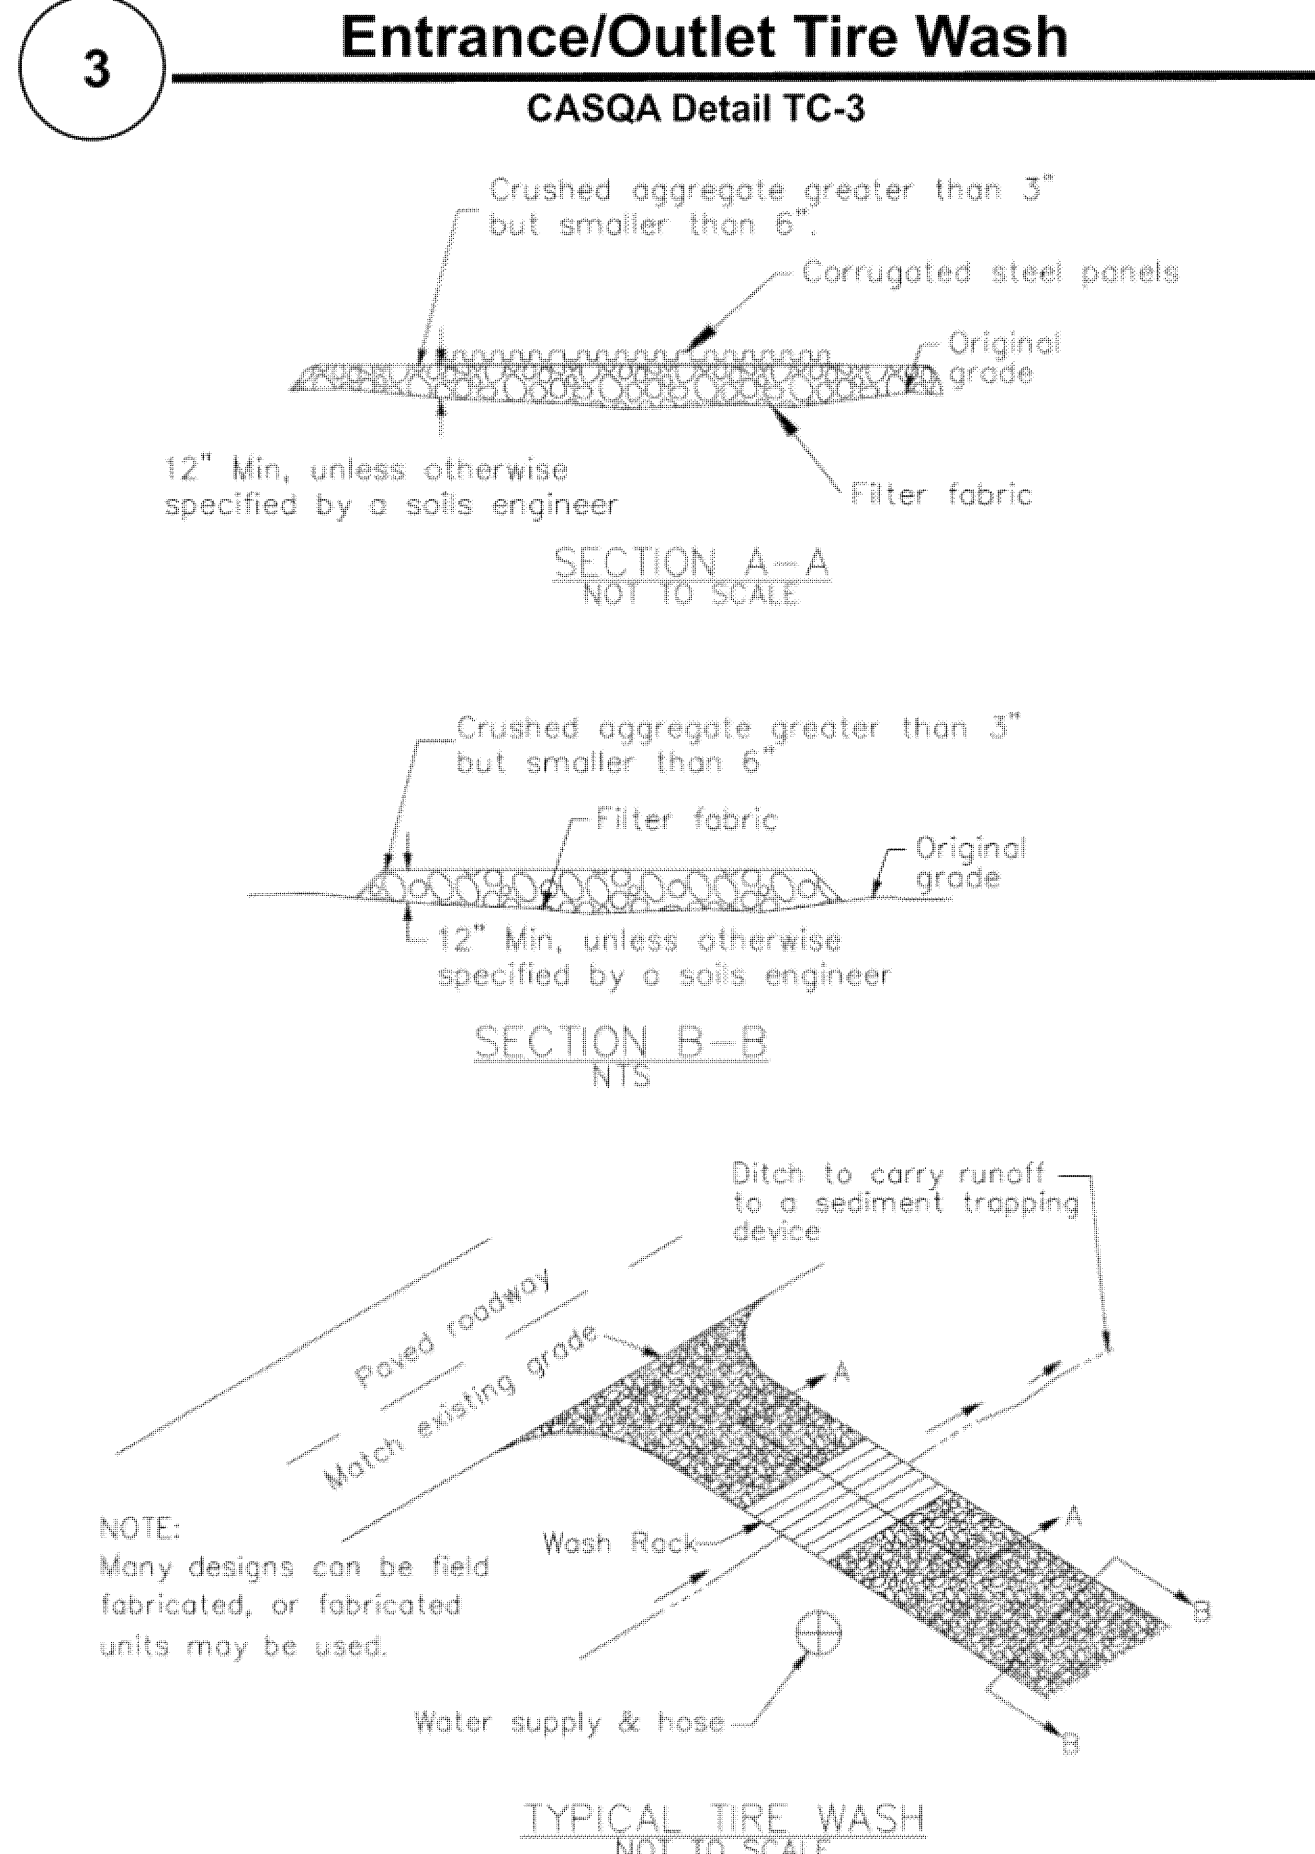 3
Entrance/Outlet Tire Wash
CASQA Detail TC-3
Crushed aggregate greater than 3"
but smaller than 6".
Corrugated steel panels
Original
grade
12" Min, unless otherwise
specified by a soils engineer
Filter fabric
SECTION A-A
NOT TO SCALE
Crushed aggregate greater than 3"
but smaller than 6"
Filter fabric
Original
grade
12" Min, unless otherwise
specified by a soils engineer
SECTION B-B
NTS
Ditch to carry runoff
to a sediment trapping
device
Paved roadway
Match existing grade
A
A
Wash Rack
NOTE:
Many designs can be field
fabricated, or fabricated
units may be used.
B
B
Water supply & hose
TYPICAL TIRE WASH
NOT TO SCALE